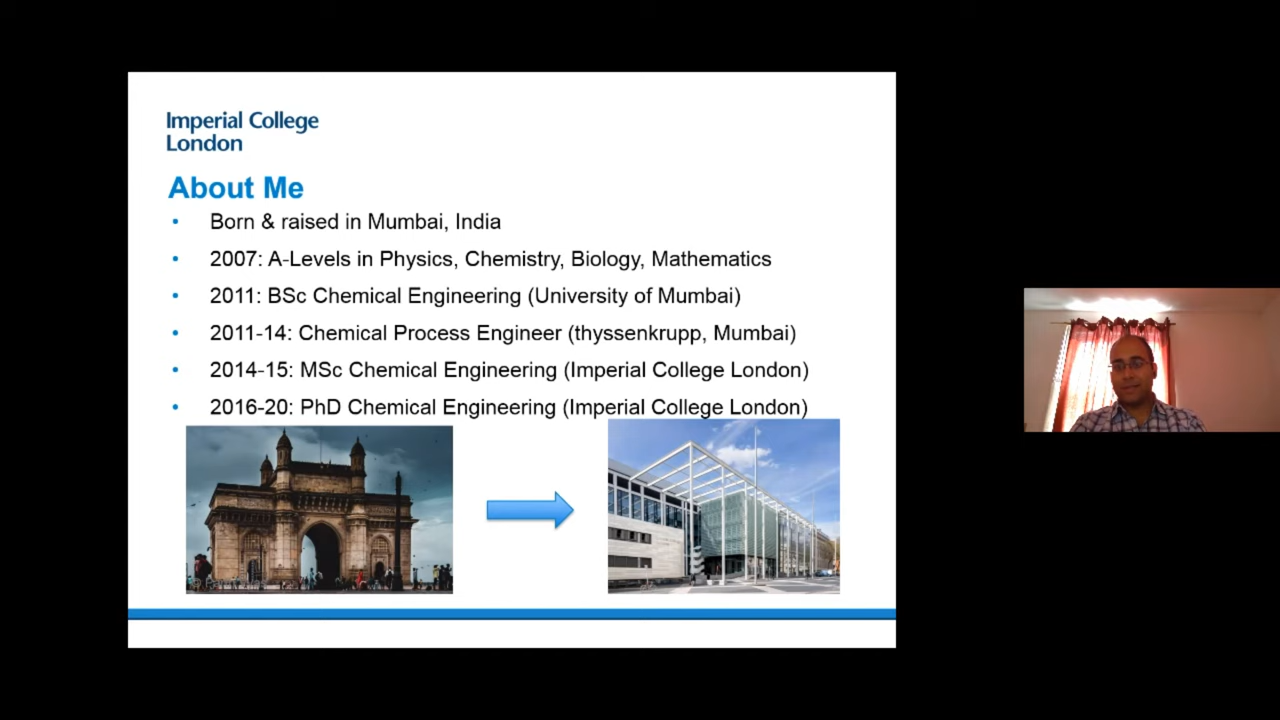 Imperial College
London
About Me
• Born & raised in Mumbai, India
• 2007: A-Levels in Physics, Chemistry, Biology, Mathematics
• 2011: BSc Chemical Engineering (University of Mumbai)
• 2011-14: Chemical Process Engineer (thyssenkrupp, Mumbai)
• 2014-15: MSc Chemical Engineering (Imperial College London)
• 2016-20: PhD Chemical Engineering (Imperial College London)